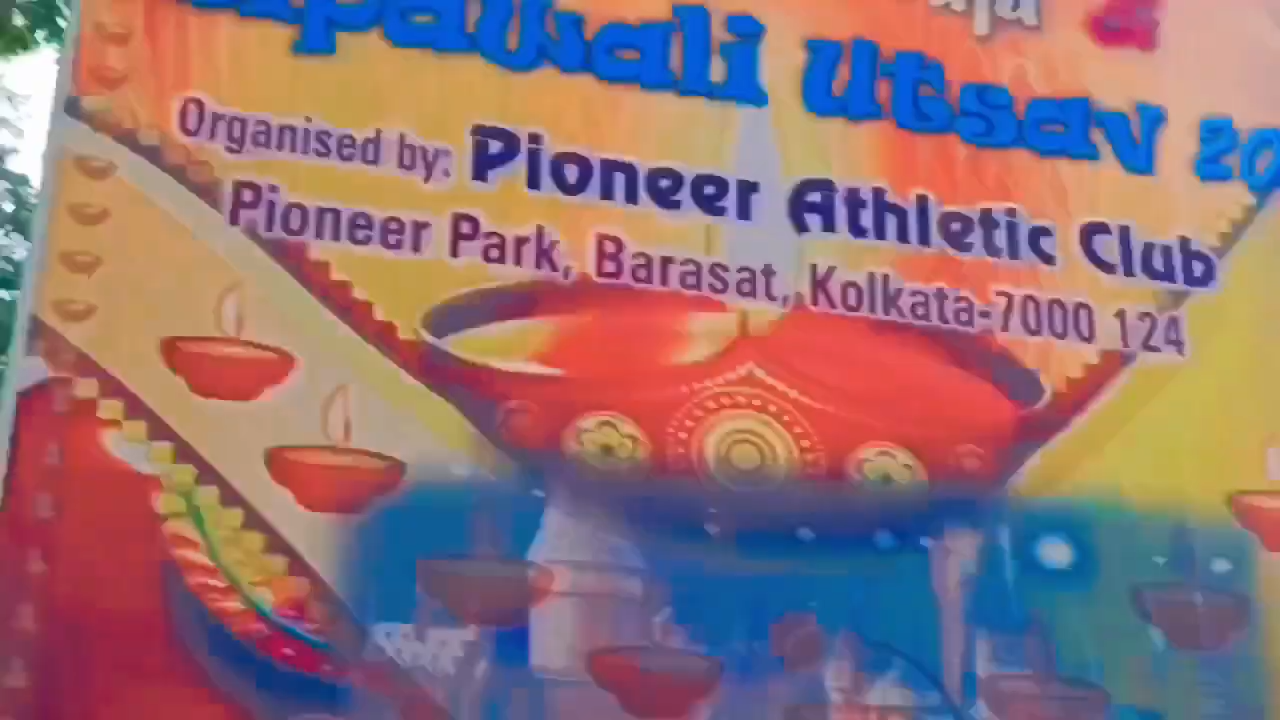 &
Utsav
Organised by: Pioneer Athletic Club
Pioneer Park, Barasat, Kolkata-7000 124